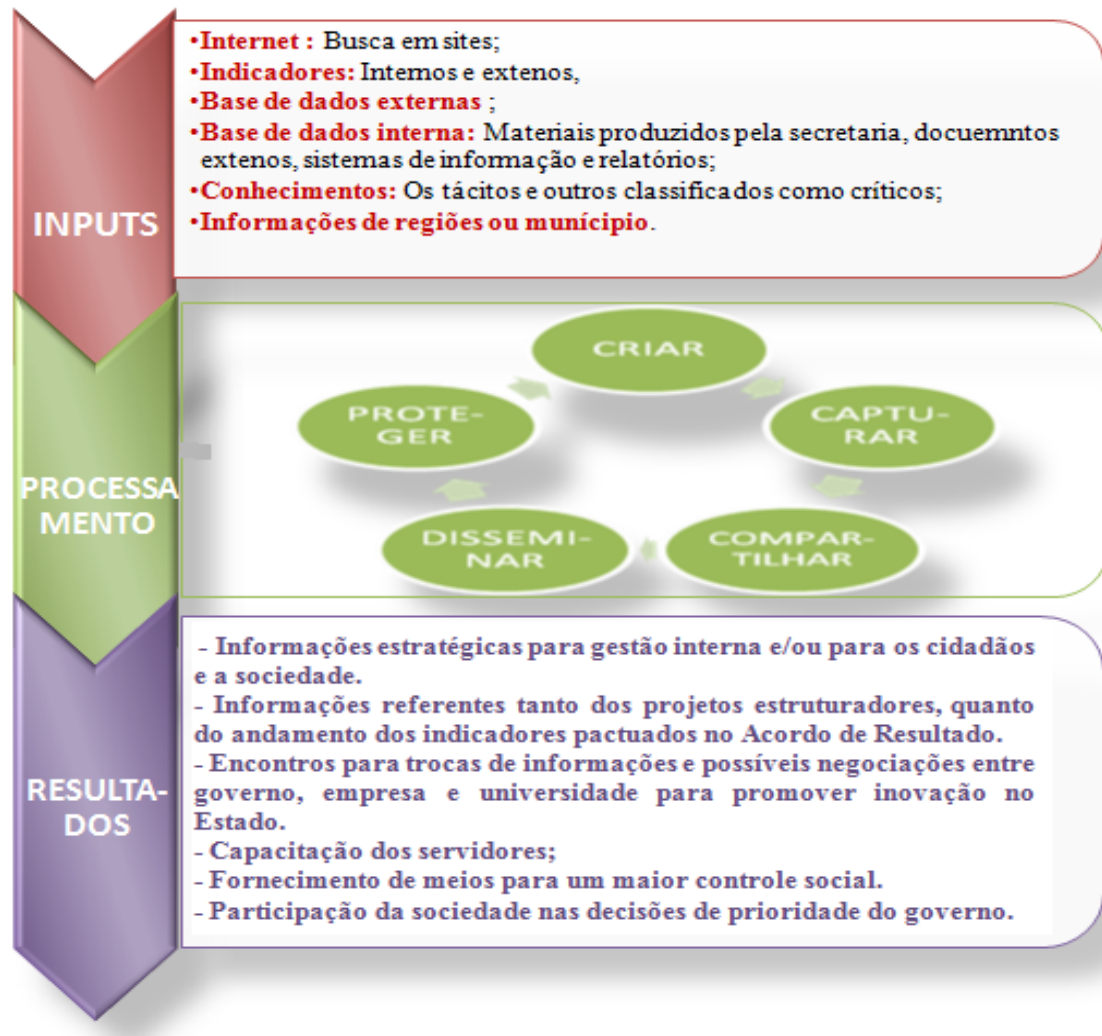 •Internet : Busca em sites;
•Indicadores: Internos e extenos,
•Base de dados externas ;
•Base de dados interna: Materiais produzidos pela secretaria, docuemntos
extenos, sistemas de informação e relatórios;
•Conhecimentos: Os tácitos e outros classificados como críticos;
•Informações de regiões ou munícipio.
INPUTS
CRIAR
PROTE-
GER
CAPTU-
RAR
DISSEMI-
NAR
COMPAR-
TILHAR
PROCESSA
MENTO
- Informações estratégicas para gestão interna e/ou para os cidadãos
e a sociedade.
- Informações referentes tanto dos projetos estruturadores, quanto
do andamento dos indicadores pactuados no Acordo de Resultado.
- Encontros para trocas de informações e possíveis negociações entre
governo, empresa e universidade para promover inovação no
Estado.
- Capacitação dos servidores;
- Fornecimento de meios para um maior controle social.
- Participação da sociedade nas decisões de prioridade do governo.
RESULTA-
DOS